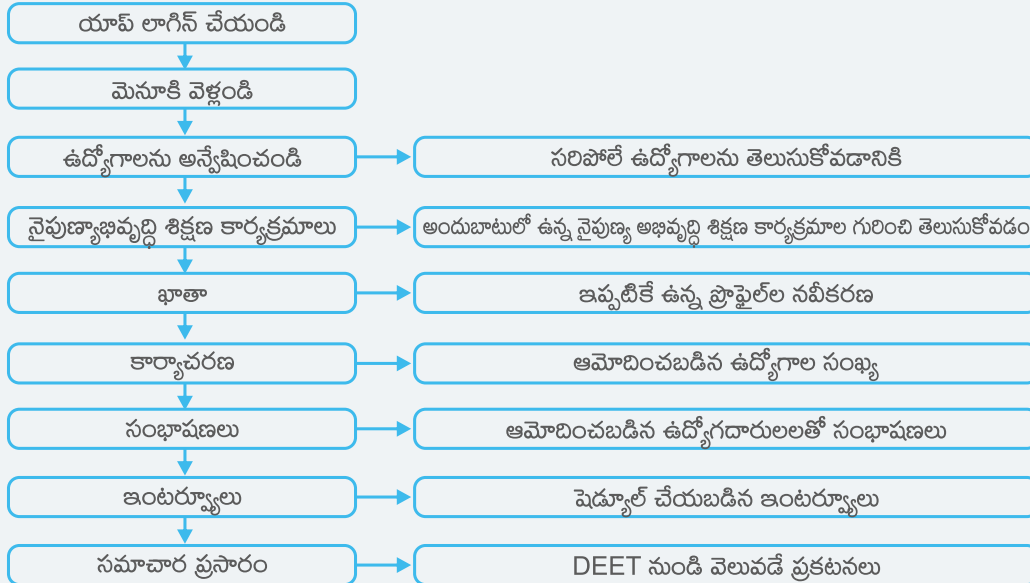 యాప్ లాగిన్ చేయండి
మెనూకి వెళ్లండి
ఉద్యోగాలను అన్వేషించండి
సరిపోలే ఉద్యోగాలను తెలుసుకోవడానికి
నైపుణ్యాభివృద్ధి శిక్షణ కార్యక్రమాలు
అందుబాటులో ఉన్న నైపుణ్య అభివృద్ధి శిక్షణ కార్యక్రమాల గురించి తెలుసుకోవడం
ఖాతా
ఇప్పటికే ఉన్న ప్రొఫైల్‌ల నవీకరణ
కార్యాచరణ
ఆమోదించబడిన ఉద్యోగాల సంఖ్య
సంభాషణలు
ఆమోదించబడిన ఉద్యోగదారులలతో సంభాషణలు
ఇంటర్వ్యూలు
షెడ్యూల్ చేయబడిన ఇంటర్వ్యూలు
సమాచార ప్రసారం
DEET నుండి వెలువడే ప్రకటనలు